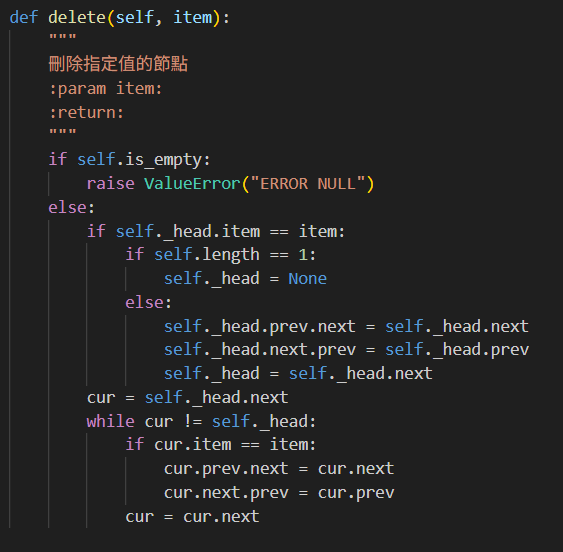 def delete(self, item):
    """
    刪除指定值的節點
    :param item:
    :return:
    """
    if self.is_empty:
        raise ValueError("ERROR NULL")
    else:
        if self._head.item == item:
            if self.length == 1:
                self._head = None
            else:
                self._head.prev.next = self._head.next
                self._head.next.prev = self._head.prev
                self._head = self._head.next
        cur = self._head.next
        while cur != self._head:
            if cur.item == item:
                cur.prev.next = cur.next
                cur.next.prev = cur.prev
            cur = cur.next